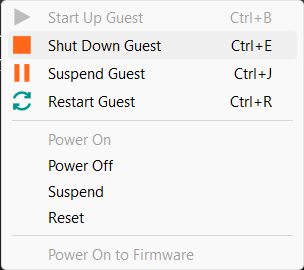 Start Up Guest Ctrl+B
Shut Down Guest Ctrl+E
Suspend Guest Ctrl+J
Restart Guest Ctrl+R
Power On
Power Off
Suspend
Reset
Power On to Firmware